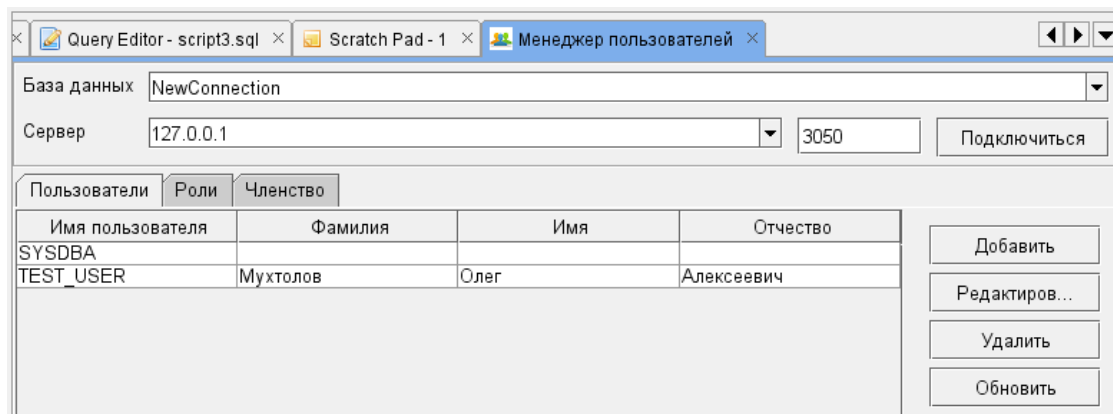 Query Editor - script3.sql Scratch Pad - 1 Менеджер пользователей
База данных NewConnection
Сервер 127.0.0.1 3050 Подключиться
Пользователи Роли Членство
Имя пользователя Фамилия Имя Отчество
SYSDBA
TEST_USER Мухтолов Олег Алексеевич
Добавить
Редактиров...
Удалить
Обновить